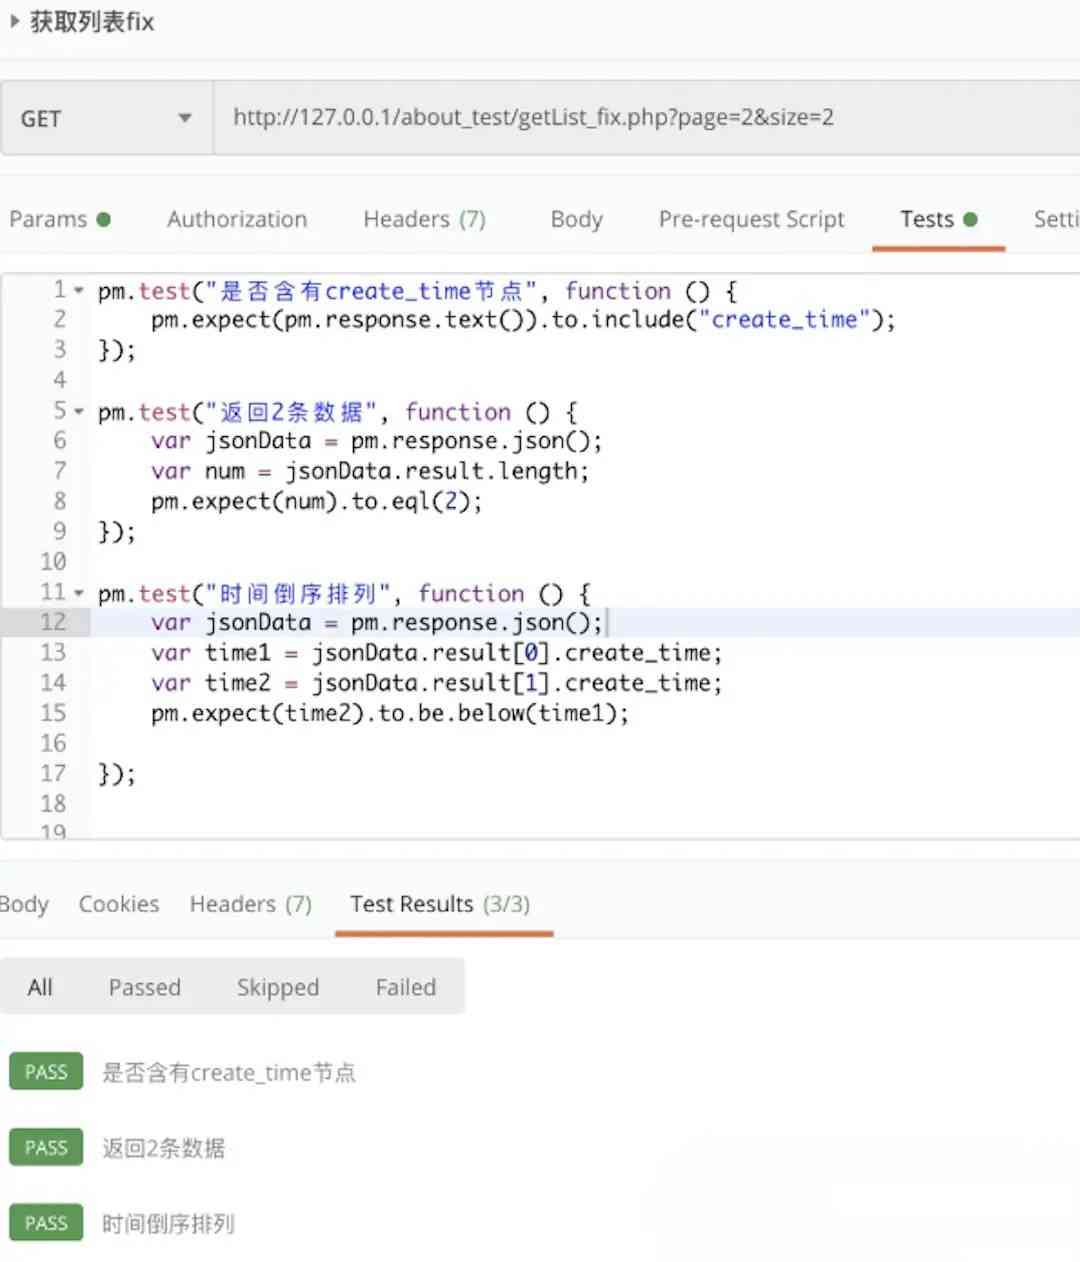 获取列表fix
GET http://127.0.0.1/about_test/getList_fix.php?page=2&size=2
Params Authorization Headers (7) Body Pre-request Script Tests Setti
1 pm.test("是否含有create_time节点", function () {
2 pm.expect(pm.response.text()).to.include("create_time");
3 });
4
5 pm.test("返回2条数据", function () {
6 var jsonData = pm.response.json();
7 var num = jsonData.result.length;
8 pm.expect(num).to.eql(2);
9 });
10
11 pm.test("时间倒序排列", function () {
12 var jsonData = pm.response.json();
13 var time1 = jsonData.result[0].create_time;
14 var time2 = jsonData.result[1].create_time;
15 pm.expect(time2).to.be.below(time1);
16
17 });
18
19
Body Cookies Headers (7) Test Results (3/3)
All Passed Skipped Failed
PASS 是否含有create_time节点
PASS 返回2条数据
PASS 时间倒序排列